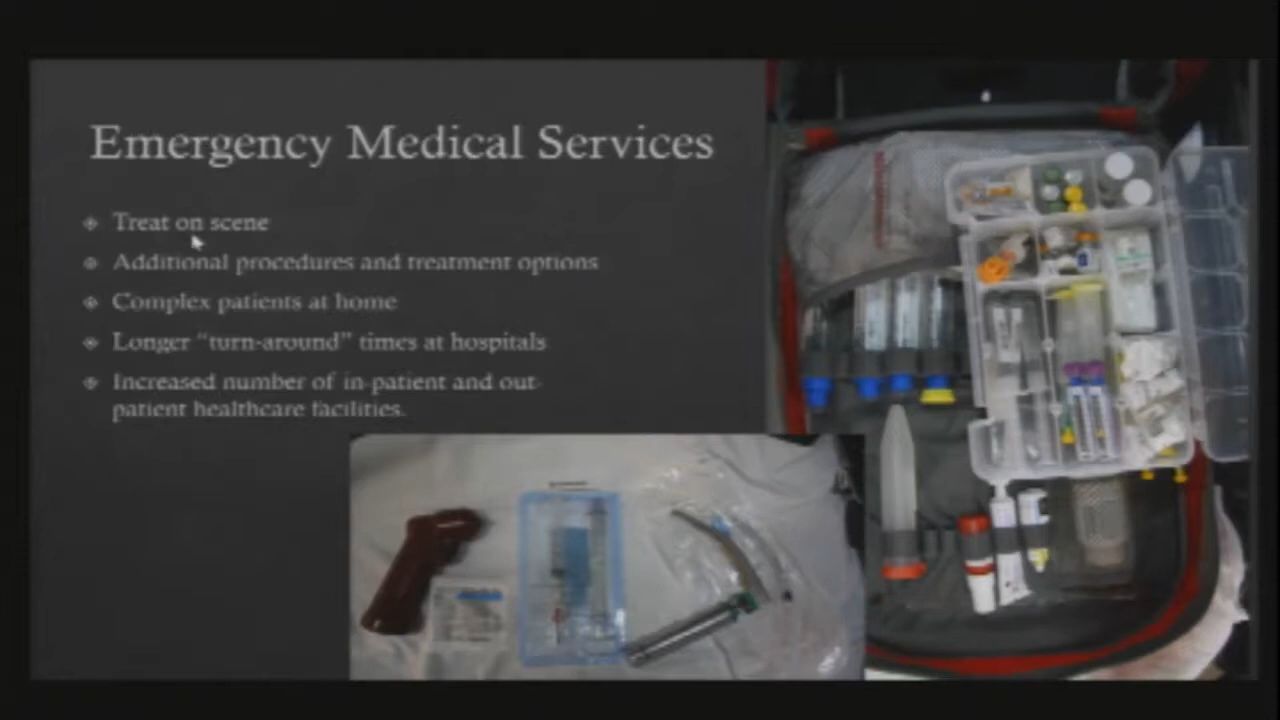 Emergency Medical Services
Treat on scene
Additional procedures and treatment options
Complex patients at home
Longer “turn-around” times at hospitals
Increased number of in-patient and out-
patient healthcare facilities.